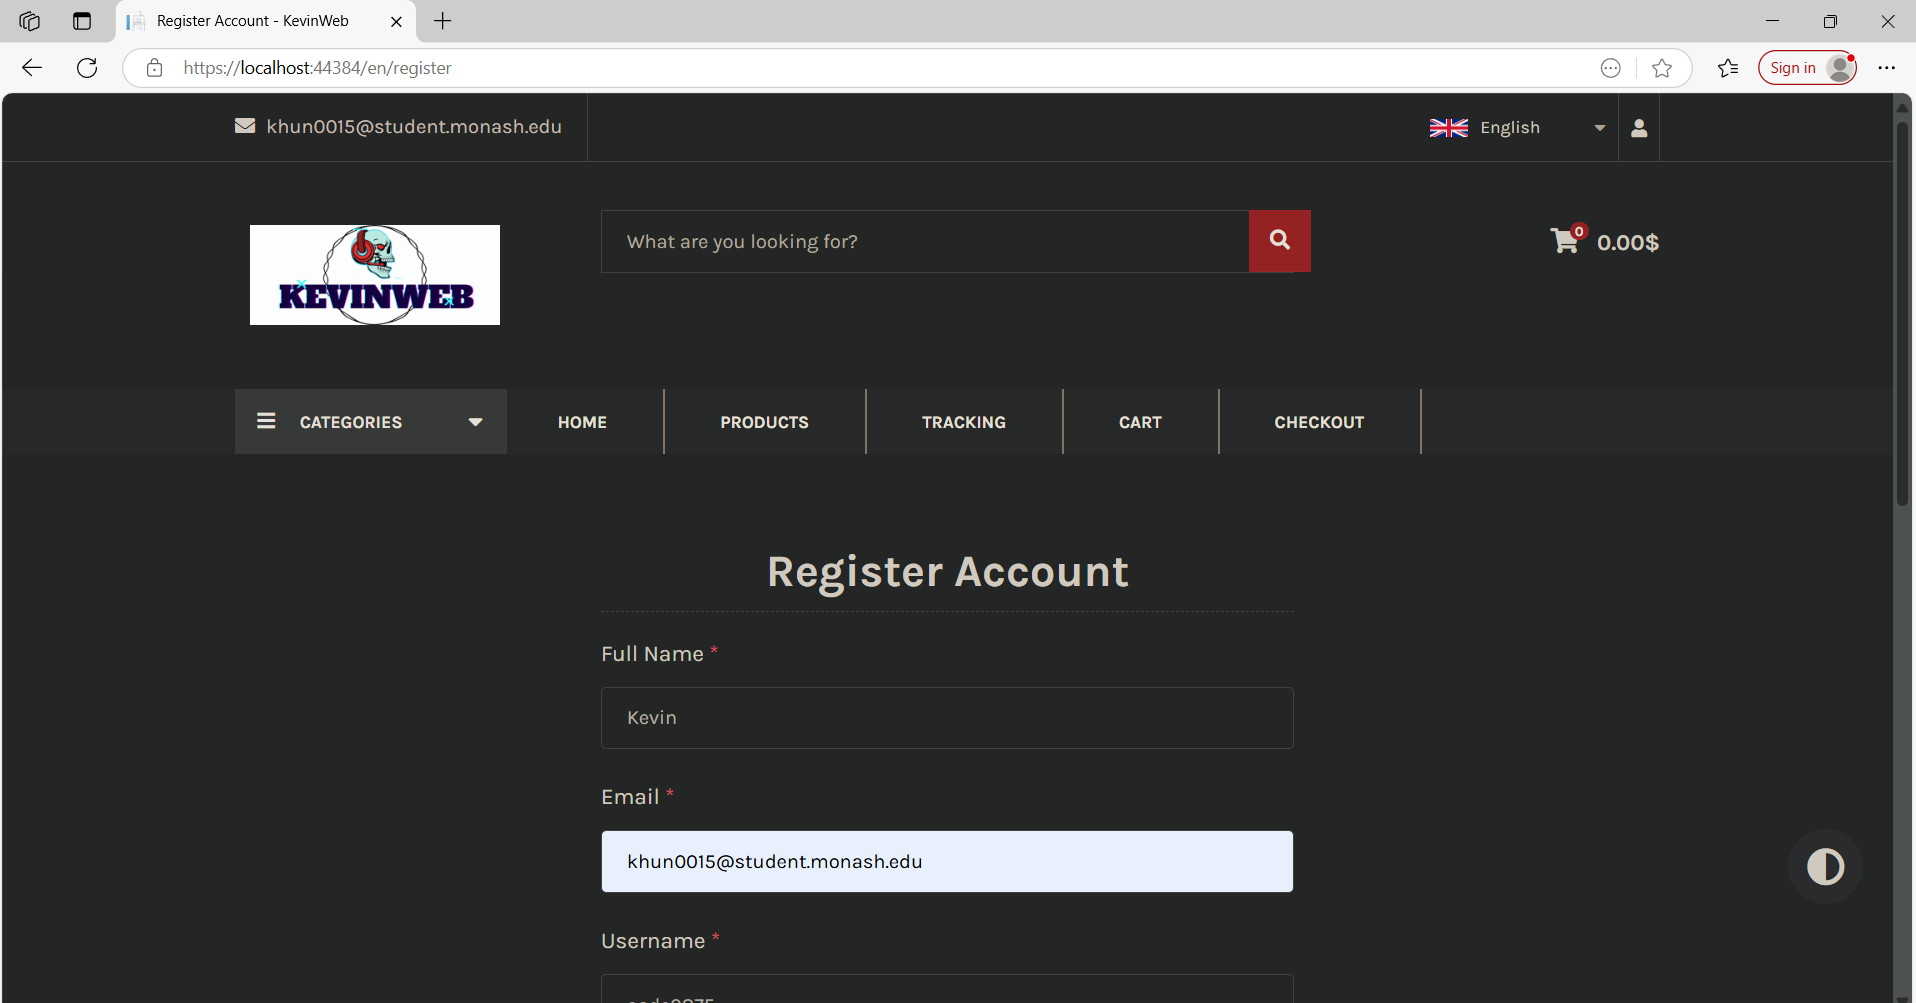 Register Account - KevinWeb
https://localhost:44384/en/register
Sign in
khun0015@student.monash.edu
English
KEVINWEB
What are you looking for?
0
0.00$
CATEGORIES
HOME
PRODUCTS
TRACKING
CART
CHECKOUT
Register Account
Full Name *
Kevin
Email *
khun0015@student.monash.edu
Username *